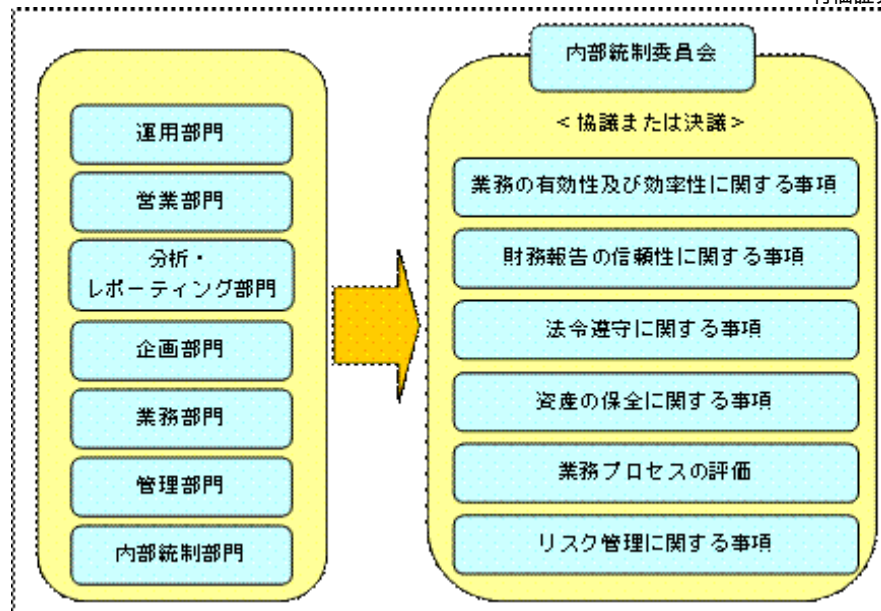 運用部門
営業部門
分析・
レポーティング部門
企画部門
業務部門
管理部門
内部統制部門
内部統制委員会
<協議または決議>
業務の有効性及び効率性に関する事項
財務報告の信頼性に関する事項
法令遵守に関する事項
資産の保全に関する事項
業務プロセスの評価
リスク管理に関する事項